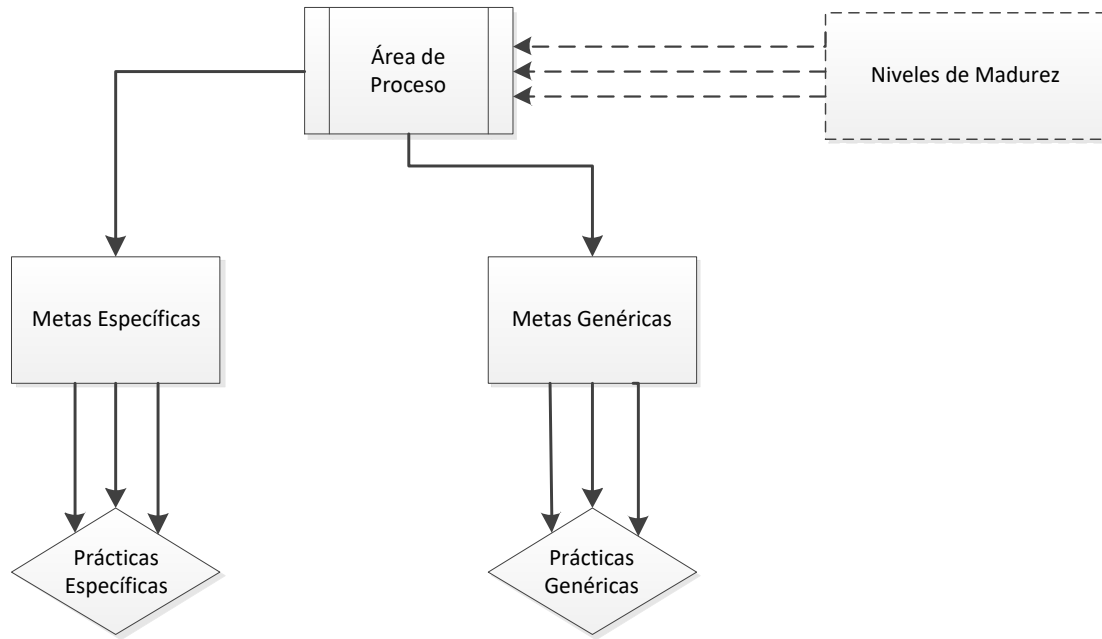 Área de
Proceso
Niveles de Madurez
Metas Específicas
Metas Genéricas
Prácticas
Específicas
Prácticas
Genéricas